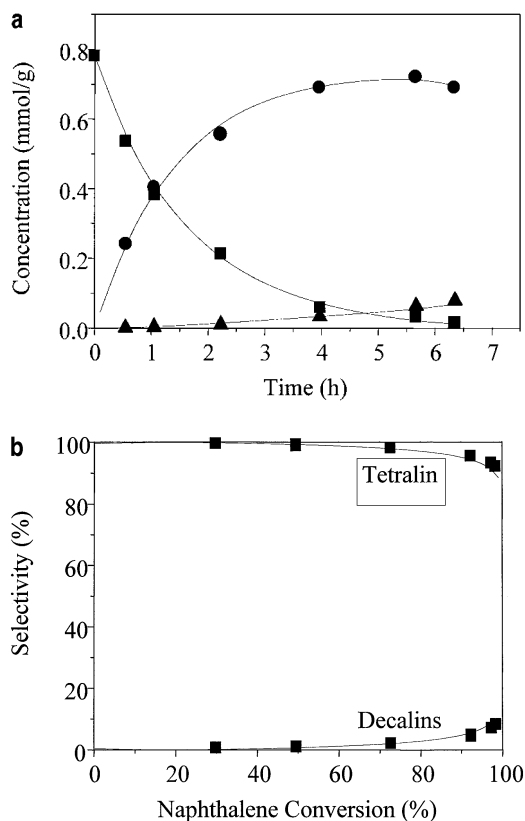 a
Concentration (mmol/g)
0.8
0.6
0.4
0.2
0.0
0 1 2 3 4 5 6 7
Time (h)
b
Selectivity (%)
100
80
60
40
20
0
Tetralin
Decalins
0 20 40 60 80 100
Naphthalene Conversion (%)